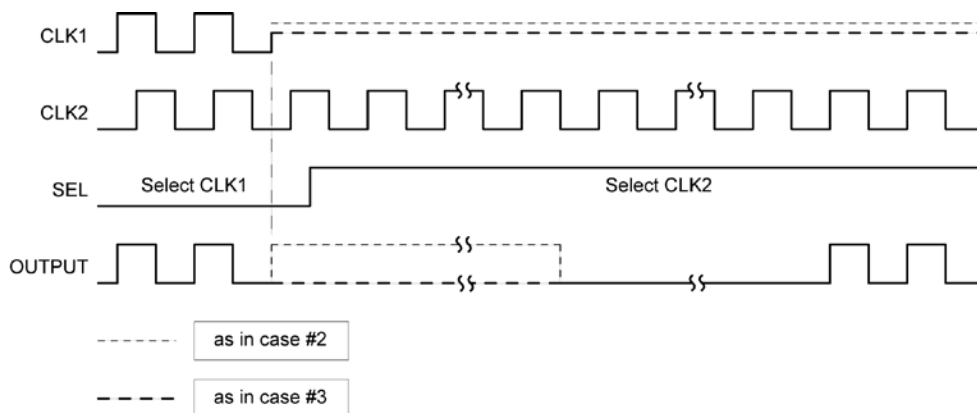 CLK1
CLK2
SEL
Select CLK1
Select CLK2
OUTPUT
as in case #2
as in case #3